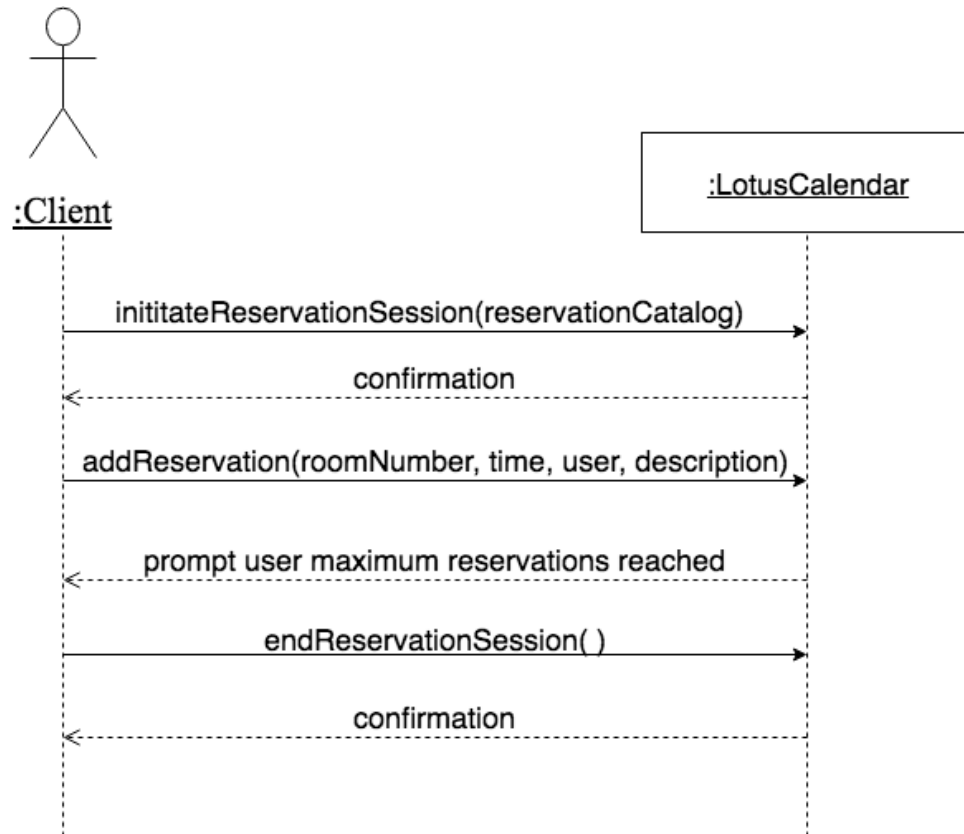 :Client
:LotusCalendar
inititateReservationSession(reservationCatalog)
confirmation
addReservation(roomNumber, time, user, description)
prompt user maximum reservations reached
endReservationSession( )
confirmation